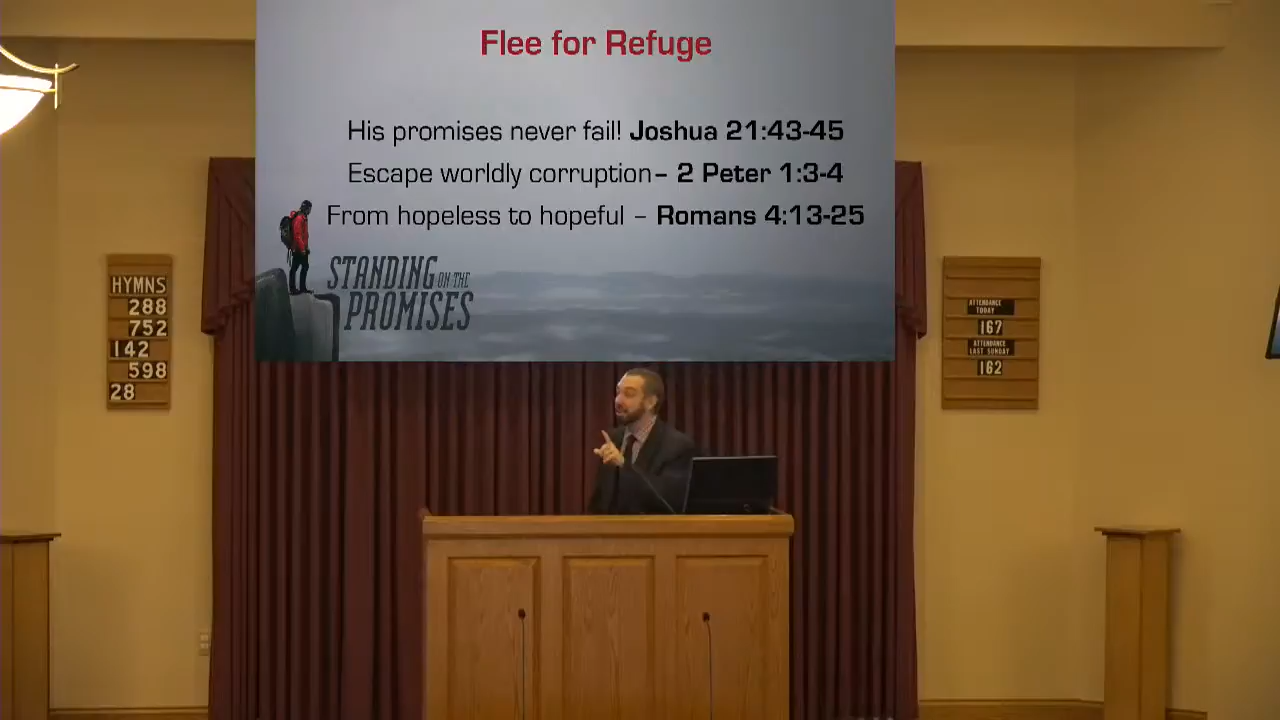 Flee for Refuge
His promises never fail! Joshua 21:43-45
Escape worldly corruption– 2 Peter 1:3-4
From hopeless to hopeful – Romans 4:13-25
STANDING ON THE
PROMISES
HYMNS
288
752
142
598
28
ATTENDANCE
TODAY
167
ATTENDANCE
LAST SUNDAY
162